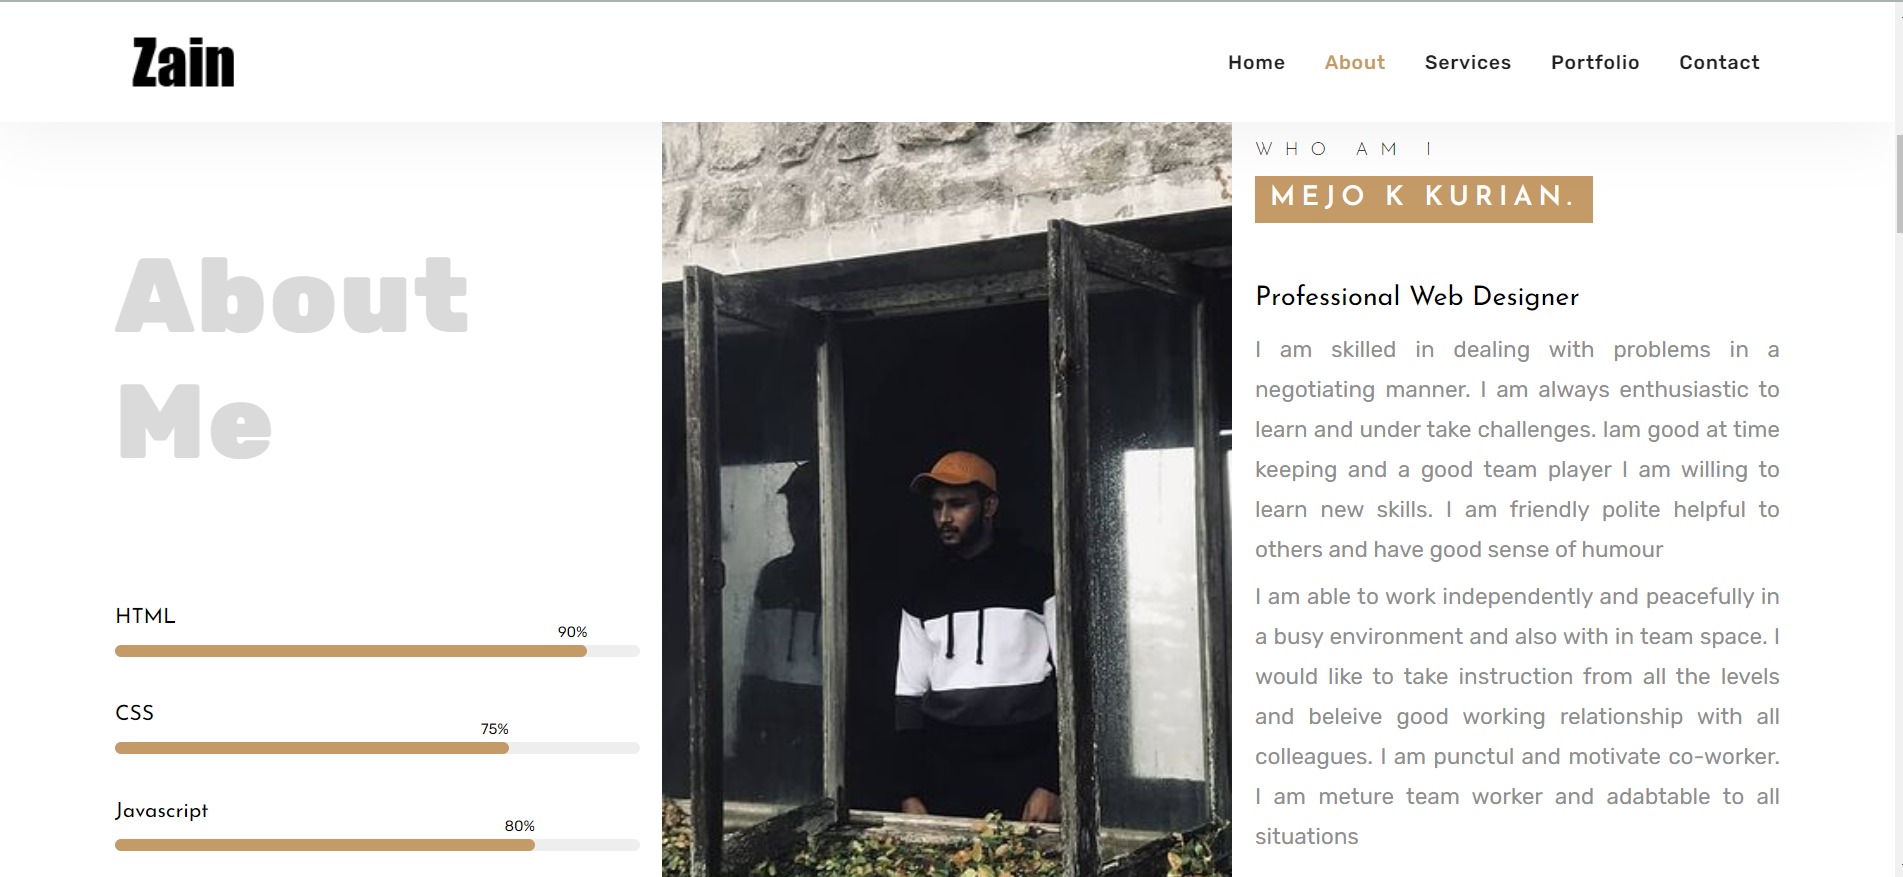 Zain
Home About Services Portfolio Contact
About
Me
HTML
90%
CSS
75%
Javascript
80%
WHO AM I
MEJO K KURIAN.
Professional Web Designer
I am skilled in dealing with problems in a
negotiating manner. I am always enthusiastic to
learn and under take challenges. Iam good at time
keeping and a good team player I am willing to
learn new skills. I am friendly polite helpful to
others and have good sense of humour
I am able to work independently and peacefully in
a busy environment and also with in team space. I
would like to take instruction from all the levels
and beleive good working relationship with all
colleagues. I am punctul and motivate co-worker.
I am meture team worker and adabtable to all
situations